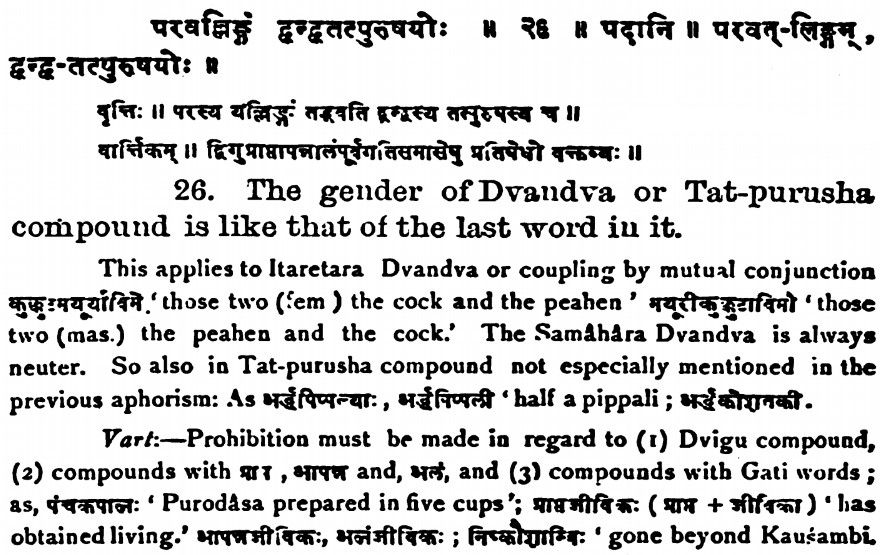 परवल्लिङ्गं द्वन्द्वतत्पुरुषयोः ॥ २६ ॥ पदानि ॥ परवत्-लिङ्गम्,
द्वन्द्व-तत्पुरुषयोः ॥
वृत्तिः ॥ परस्य यल्लिङ्गं तद्भवति द्वन्द्वस्य तत्पुरुषस्य च ॥
वार्त्तिकम् ॥ द्विगुप्राप्तापन्नालंपूर्वगतिसमासेषु प्रतिषेधो वक्तव्यः ॥
26. The gender of Dvandva or Tat-purusha
compound is like that of the last word in it.
This applies to Itaretara Dvandva or coupling by mutual conjunction
कुक्कुटमयूर्याविमे. ‘those two (fem ) the cock and the peahen’ मयूरीकुक्कुटाविमौ ‘those
two (mas.) the peahen and the cock.’ The Samâhâra Dvandva is always
neuter. So also in Tat-purusha compound not especially mentioned in the
previous aphorism: As अर्द्धपिप्पल्याः, अर्द्धपिप्पली ‘half a pippali ; अर्द्धकोशातकी.
Vart:—Prohibition must be made in regard to (1) Dvigu compound,
(2) compounds with प्राप्त, आपन्न and, अलं, and (3) compounds with Gati words ;
as, पंचकपालः ‘Purodâsa prepared in five cups’; प्राप्तजीविकः ( प्राप्त + जीविका ) ‘has
obtained living.’ आपन्नजीविकः, अलंजीविकः ; निष्कौशाम्बिः ‘gone beyond Kauśambi.